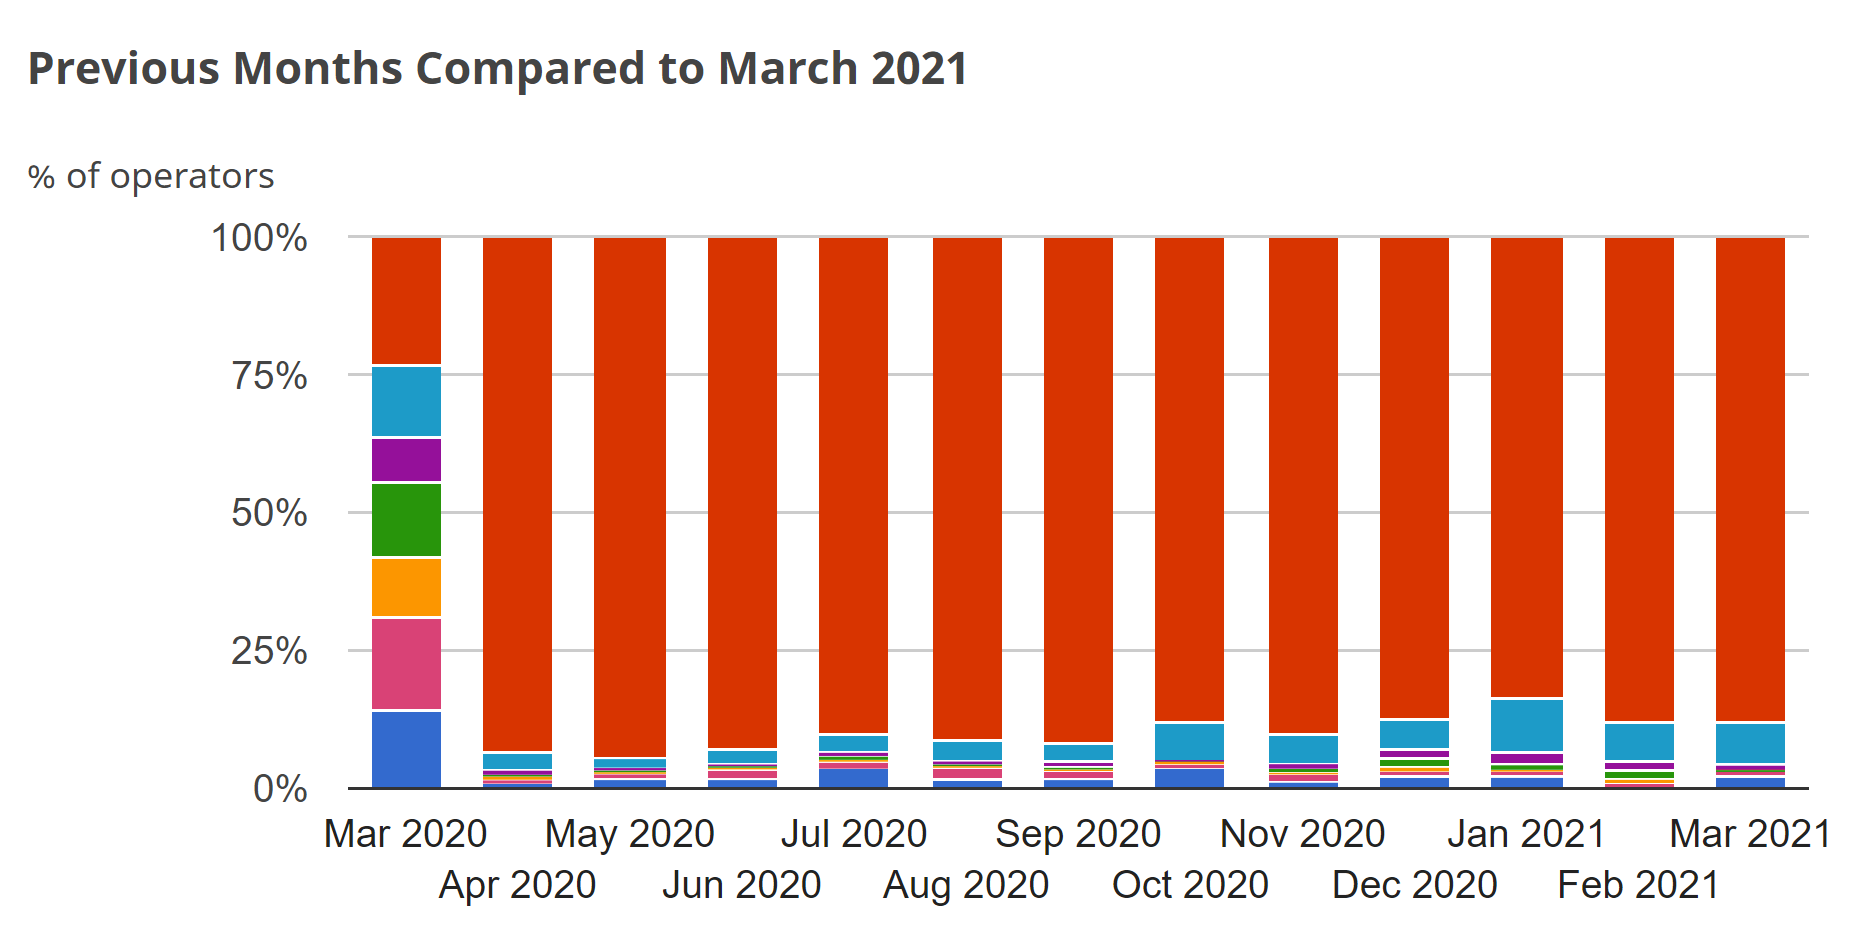 Previous Months Compared to March 2021
% of operators
100%
75%
50%
25%
0%
Mar 2020 May 2020 Jul 2020 Sep 2020 Nov 2020 Jan 2021 Mar 2021
Apr 2020 Jun 2020 Aug 2020 Oct 2020 Dec 2020 Feb 2021